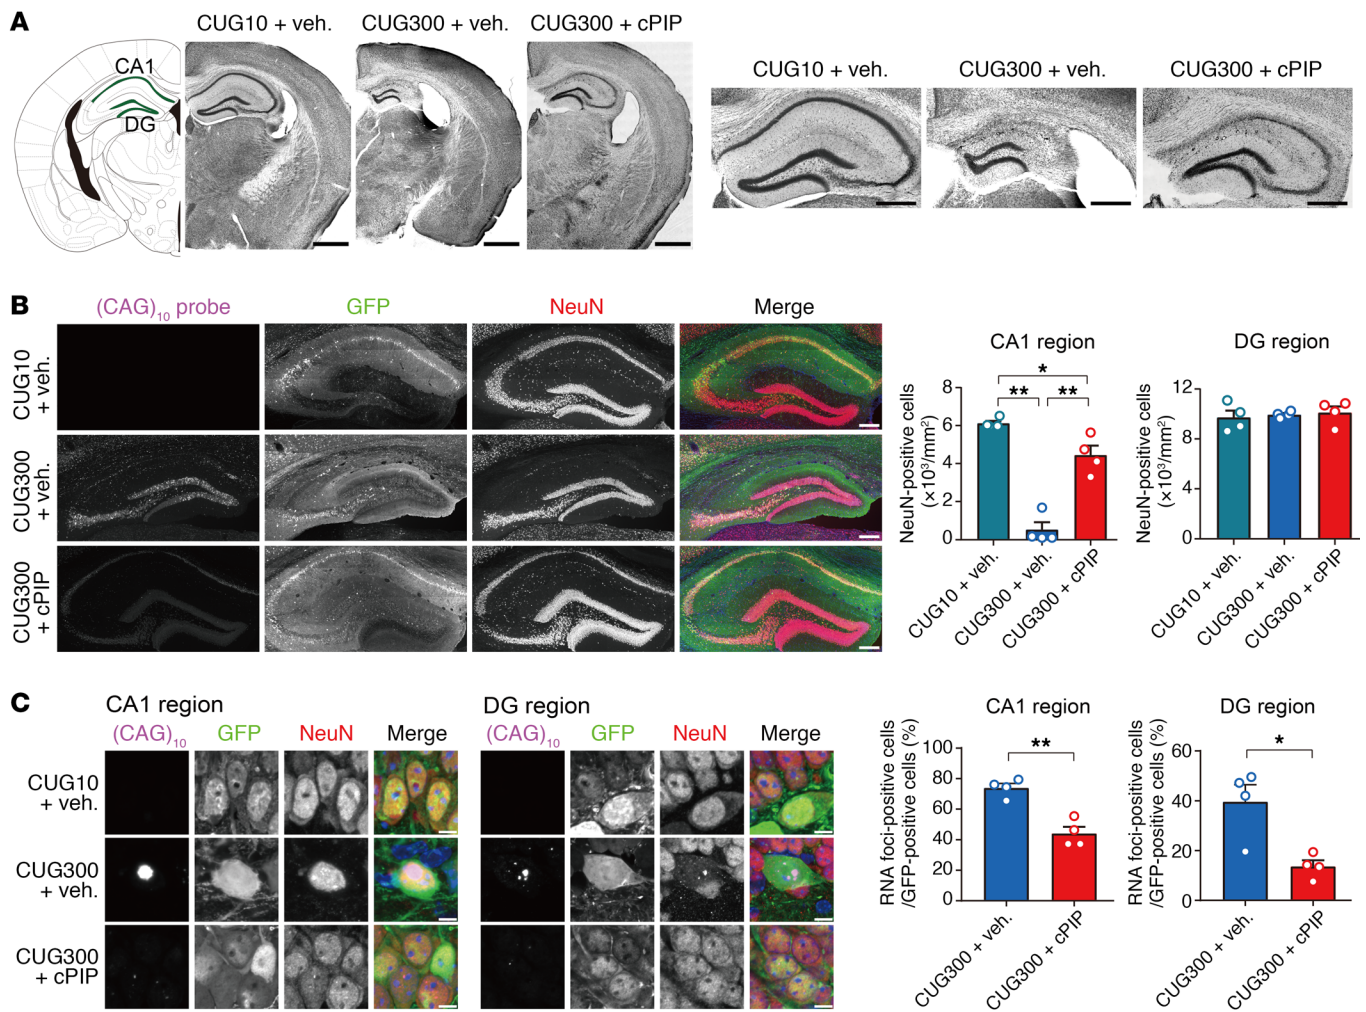 A
CUG10 + veh.
CUG300 + veh.
CUG300 + cPIP
CA1
DG
CUG10 + veh.
CUG300 + veh.
CUG300 + cPIP
B
(CAG)10 probe
GFP
NeuN
Merge
CUG10
+ veh.
CUG300
+ veh.
CUG300
+ cPIP
CA1 region
NeuN-positive cells
(×10³/mm²)
8
6
4
2
0
*
**
**
CUG10 + veh.
CUG300 + veh.
CUG300 + cPIP
DG region
NeuN-positive cells
(×10³/mm²)
12
8
4
0
CUG10 + veh.
CUG300 + veh.
CUG300 + cPIP
C
CA1 region
(CAG)10
GFP
NeuN
Merge
DG region
(CAG)10
GFP
NeuN
Merge
CUG10
+ veh.
CUG300
+ veh.
CUG300
+ cPIP
CA1 region
RNA foci-positive cells
/GFP-positive cells (%)
100
80
60
40
20
0
**
CUG300 + veh.
CUG300 + cPIP
DG region
RNA foci-positive cells
/GFP-positive cells (%)
60
40
20
0
*
CUG300 + veh.
CUG300 + cPIP